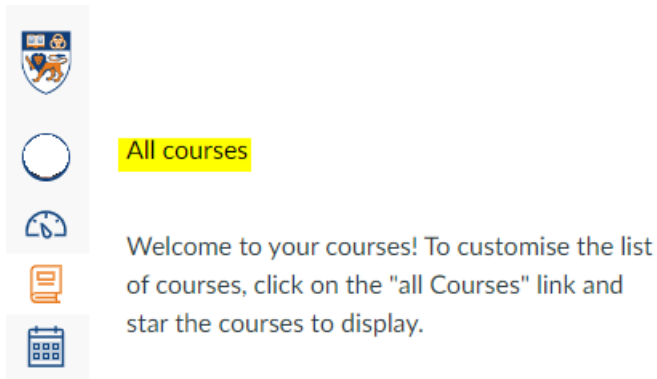 All courses
Welcome to your courses! To customise the list
of courses, click on the "all Courses" link and
star the courses to display.